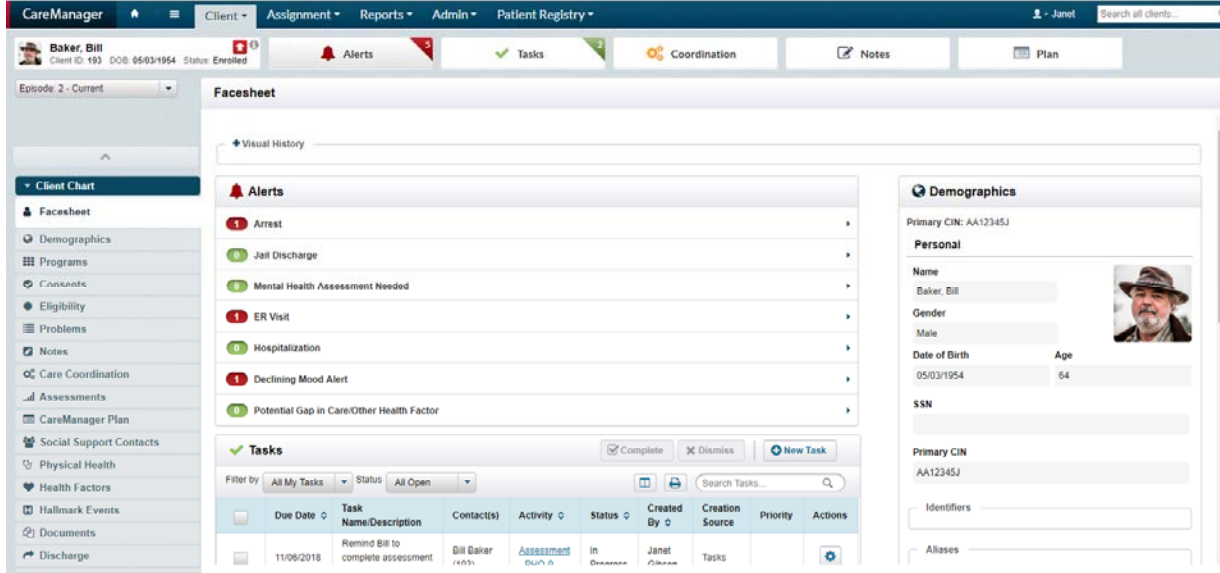 CareManager
Client
Assignment
Reports
Admin
Patient Registry
- Janet
Search all clients...
Baker, Bill
Client ID: 193 DOB: 05/03/1954 Status: Enrolled
Alerts
5
Tasks
2
Coordination
Notes
Plan
Episode: 2 - Current
Facesheet
Visual History
Client Chart
Facesheet
Demographics
Programs
Consents
Eligibility
Problems
Notes
Care Coordination
Assessments
CareManager Plan
Social Support Contacts
Physical Health
Health Factors
Hallmark Events
Documents
Discharge
Alerts
1 Arrest
0 Jail Discharge
0 Mental Health Assessment Needed
1 ER Visit
0 Hospitalization
1 Declining Mood Alert
0 Potential Gap in Care/Other Health Factor
Tasks
Complete
Dismiss
New Task
Filter by All My Tasks Status All Open
Search Tasks...
Due Date
Task
Name/Description
Contact(s)
Activity
Status
Created
By
Creation
Source
Priority
Actions
11/06/2018
Remind Bill to
complete assessment
Bill Baker
(193)
Assessment
PHQ-9
In
Progress
Janet
Gibson
Tasks
Demographics
Primary CIN: AA12345J
Personal
Name
Baker, Bill
Gender
Male
Date of Birth Age
05/03/1954 64
SSN
Primary CIN
AA12345J
Identifiers
Aliases